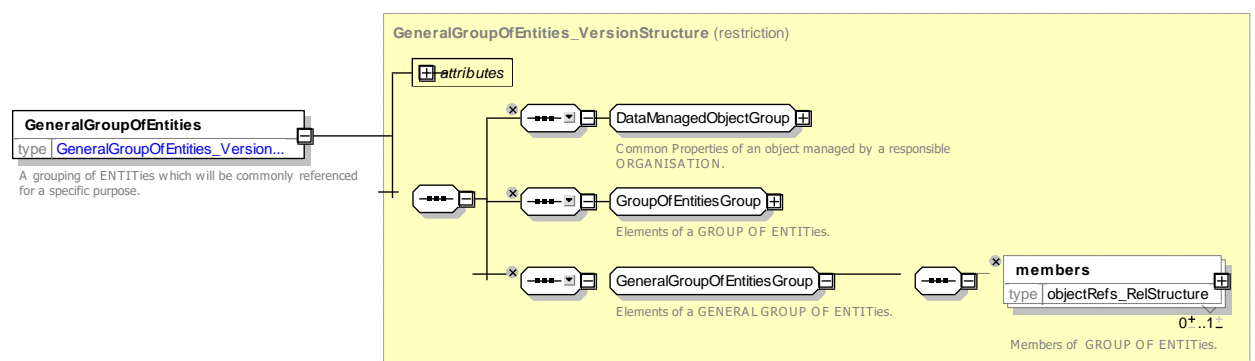 GeneralGroupOfEntities_VersionStructure (restriction)
attributes
GeneralGroupOfEntities
type GeneralGroupOfEntities_Version...
A grouping of ENTITies which will be commonly referenced
for a specific purpose.
DataManagedObjectGroup
Common Properties of an object managed by a responsible
ORGANISATION.
GroupOfEntitiesGroup
Elements of a GROUP OF ENTITies.
GeneralGroupOfEntitiesGroup
Elements of a GENERAL GROUP OF ENTITies.
members
type objectRefs_RelStructure
0..1
Members of GROUP OF ENTITies.